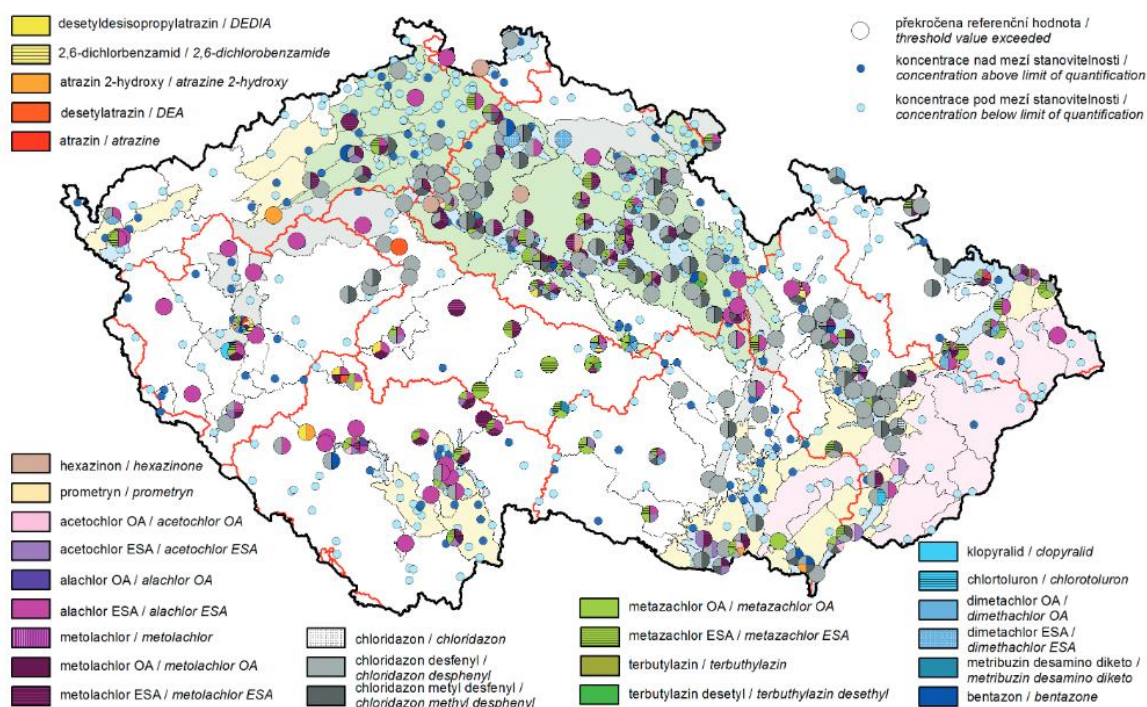 desetyldesisopropylatrazin / DEDIA
2,6-dichlorbenzamid / 2,6-dichlorobenzamide
atrazin 2-hydroxy / atrazine 2-hydroxy
desetylatrazin / DEA
atrazin / atrazine
překročena referenční hodnota /
threshold value exceeded
koncentrace nad mezí stanovitelnosti /
concentration above limit of quantification
koncentrace pod mezí stanovitelnosti /
concentration below limit of quantification
hexazinon / hexazinone
prometryn / prometryn
acetochlor OA / acetochlor OA
acetochlor ESA / acetochlor ESA
alachlor OA / alachlor OA
alachlor ESA / alachlor ESA
metolachlor / metolachlor
metolachlor OA / metolachlor OA
metolachlor ESA / metolachlor ESA
chloridazon / chloridazon
chloridazon desfenyl /
chloridazon desphenyl
chloridazon metyl desfenyl /
chloridazon methyl desphenyl
metazachlor OA / metazachlor OA
metazachlor ESA / metazachlor ESA
terbutylazin / terbuthylazin
terbutylazin desetyl / terbuthylazin desethyl
klopyralid / clopyralid
chlortoluron / chlorotoluron
dimetachlor OA /
dimethachlor OA
dimetachlor ESA /
dimethachlor ESA
metribuzin desamino diketo /
metribuzin desamino diketo
bentazon / bentazone